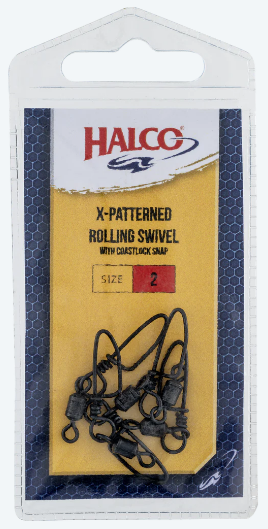 HALCO
X-PATTERNED
ROLLING SWIVEL
WITH COASTLOCK SNAP
SIZE 2